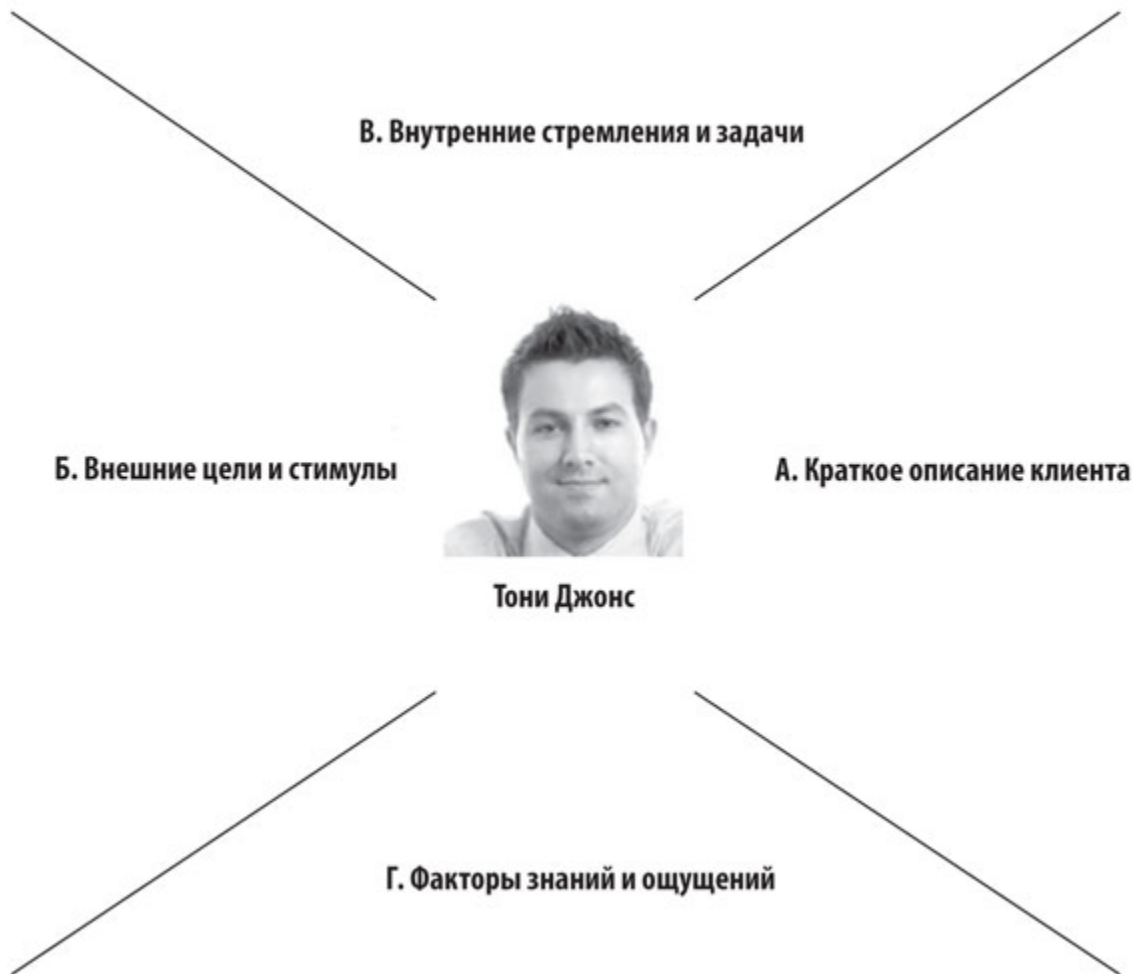 В. Внутренние стремления и задачи
Б. Внешние цели и стимулы
А. Краткое описание клиента
Тони Джонс
Г. Факторы знаний и ощущений